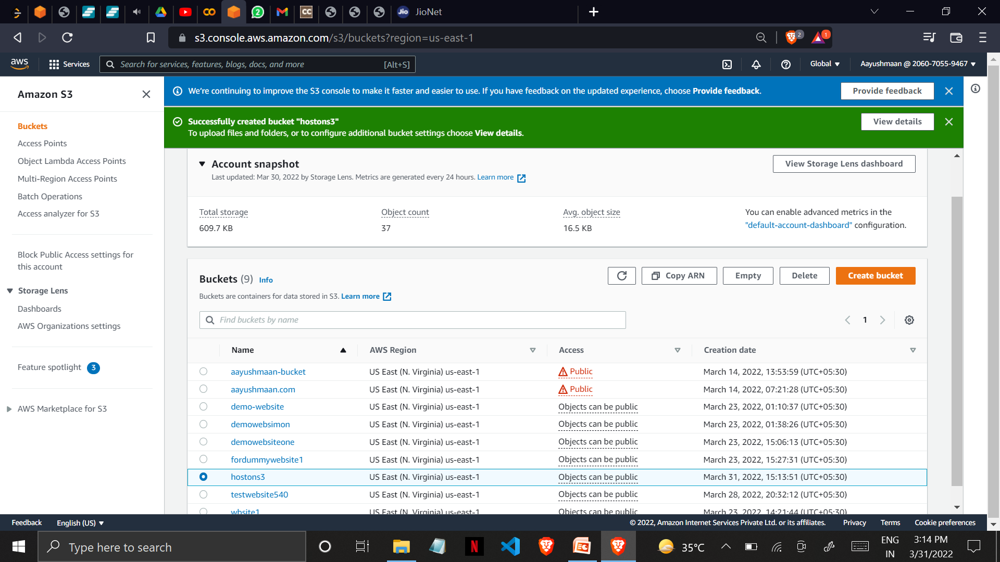 JioNet
s3.console.aws.amazon.com/s3/buckets?region=us-east-1
2
1
aws
Services
Search for services, features, blogs, docs, and more
[Alt+S]
Global ▼
Aayushmaan @ 2060-7055-9467 ▼
Amazon S3
Buckets
Access Points
Object Lambda Access Points
Multi-Region Access Points
Batch Operations
Access analyzer for S3
Block Public Access settings for
this account
Storage Lens
Dashboards
AWS Organizations settings
Feature spotlight 3
AWS Marketplace for S3
We're continuing to improve the S3 console to make it faster and easier to use. If you have feedback on the updated experience, choose Provide feedback.
Provide feedback
Successfully created bucket "hostons3"
To upload files and folders, or to configure additional bucket settings choose View details.
View details
Account snapshot
Last updated: Mar 30, 2022 by Storage Lens. Metrics are generated every 24 hours. Learn more
View Storage Lens dashboard
Total storage
609.7 KB
Object count
37
Avg. object size
16.5 KB
You can enable advanced metrics in the
"default-account-dashboard" configuration.
Buckets (9) Info
Buckets are containers for data stored in S3. Learn more
Copy ARN
Empty
Delete
Create bucket
Find buckets by name
1
Name AWS Region Access Creation date
aayushmaan-bucket US East (N. Virginia) us-east-1 Public March 14, 2022, 13:53:59 (UTC+05:30)
aayushmaan.com US East (N. Virginia) us-east-1 Public March 14, 2022, 07:21:28 (UTC+05:30)
demo-website US East (N. Virginia) us-east-1 Objects can be public March 23, 2022, 01:10:37 (UTC+05:30)
demowebsimon US East (N. Virginia) us-east-1 Objects can be public March 23, 2022, 01:38:26 (UTC+05:30)
demowebsiteone US East (N. Virginia) us-east-1 Objects can be public March 23, 2022, 15:06:13 (UTC+05:30)
fordummywebsite1 US East (N. Virginia) us-east-1 Objects can be public March 23, 2022, 15:27:31 (UTC+05:30)
hostons3 US East (N. Virginia) us-east-1 Objects can be public March 31, 2022, 15:13:51 (UTC+05:30)
testwebsite540 US East (N. Virginia) us-east-1 Objects can be public March 28, 2022, 20:32:12 (UTC+05:30)
wbsite1 US East (N. Virginia) us-east-1 Objects can be public March 23, 2022, 14:21:44 (UTC+05:30)
Feedback
English (US) ▼
© 2022, Amazon Internet Services Private Ltd. or its affiliates.
Privacy
Terms
Cookie preferences
Type here to search
35°C
ENG
IN
3:14 PM
3/31/2022